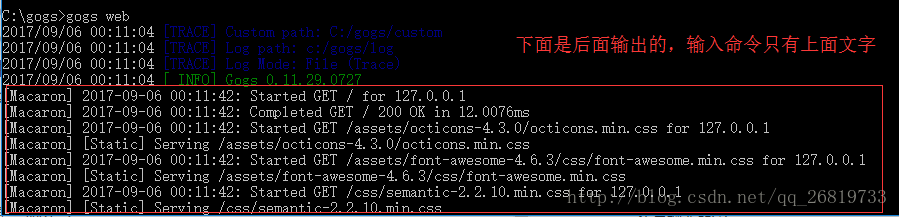 C:\gogs>gogs web
2017/09/06 00:11:04 [TRACE] Custom path: C:/gogs/custom
2017/09/06 00:11:04 [TRACE] Log path: c:/gogs/log
2017/09/06 00:11:04 [TRACE] Log Mode: File (Trace)
2017/09/06 00:11:04 [ INFO] Gogs 0.11.29.0727
下面是后面输出的，输入命令只有上面文字
[Macaron] 2017-09-06 00:11:42: Started GET / for 127.0.0.1
[Macaron] 2017-09-06 00:11:42: Completed GET / 200 OK in 12.0076ms
[Macaron] 2017-09-06 00:11:42: Started GET /assets/octicons-4.3.0/octicons.min.css for 127.0.0.1
[Macaron] [Static] Serving /assets/octicons-4.3.0/octicons.min.css
[Macaron] 2017-09-06 00:11:42: Started GET /assets/font-awesome-4.6.3/css/font-awesome.min.css for 127.0.0.1
[Macaron] [Static] Serving /assets/font-awesome-4.6.3/css/font-awesome.min.css
[Macaron] 2017-09-06 00:11:42: Started GET /css/semantic-2.2.10.min.css for 127.0.0.1
[Macaron] [Static] Serving /css/semantic-2.2.10.min.css
http://blog.csdn.net/qq_26819733